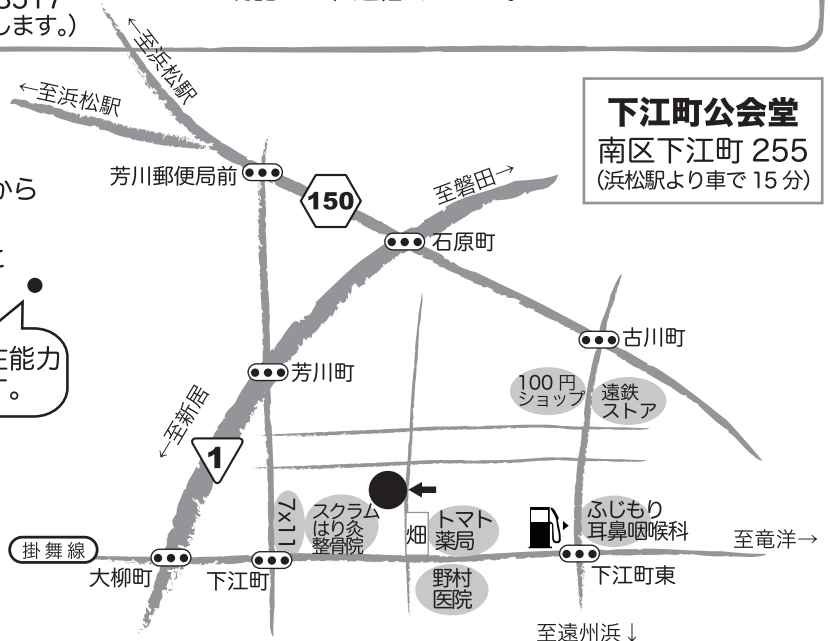 します。)
←至浜松駅
←至浜松駅
下江町公会堂
南区下江町 255
(浜松駅より車で 15 分)
芳川郵便局前
から
150
至磐田→
石原町
古川町
在能力
す。
芳川町
100 円
ショップ
遠鉄
ストア
←至新居
1
7x11
スクラム
はり灸
整骨院
畑
トマト
薬局
ふじもり
耳鼻咽喉科
掛舞線
至竜洋→
大柳町
下江町
野村
医院
下江町東
至遠州浜↓